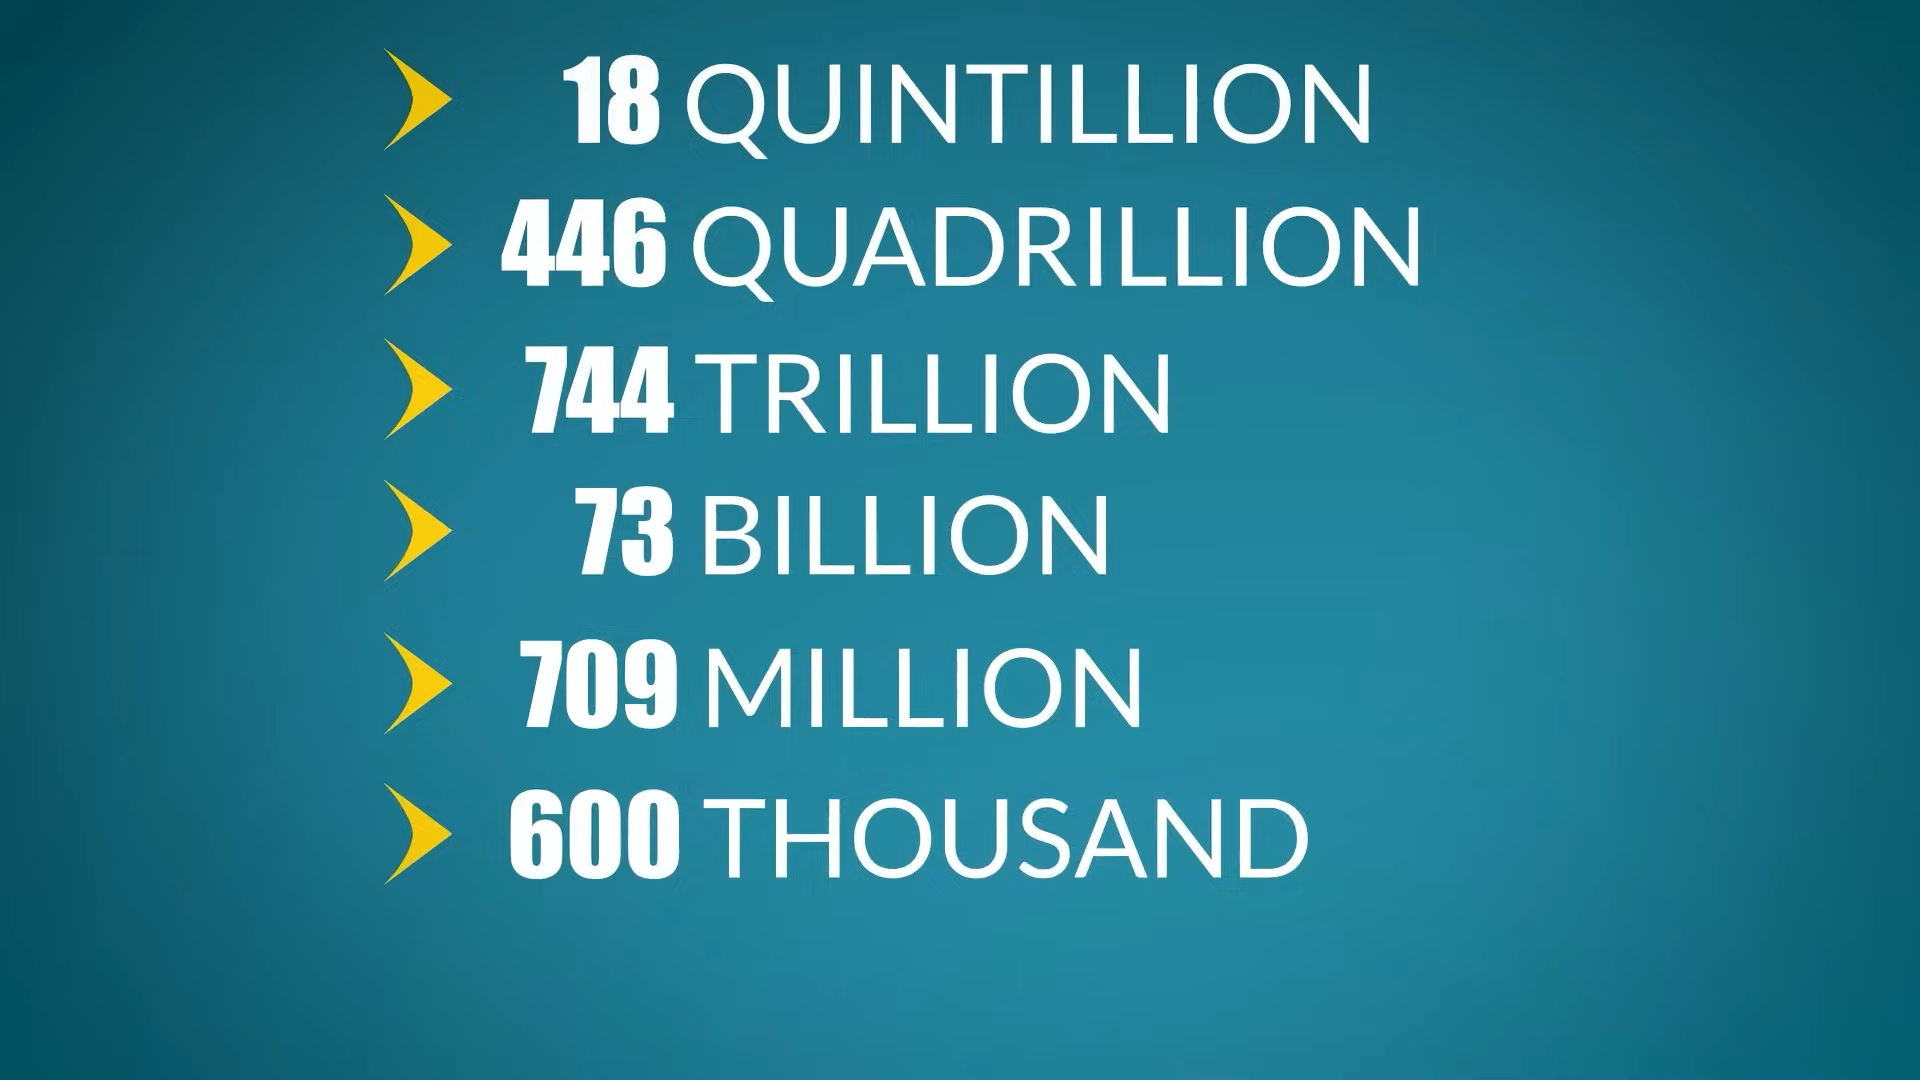 18 QUINTILLION
446 QUADRILLION
744 TRILLION
73 BILLION
709 MILLION
600 THOUSAND